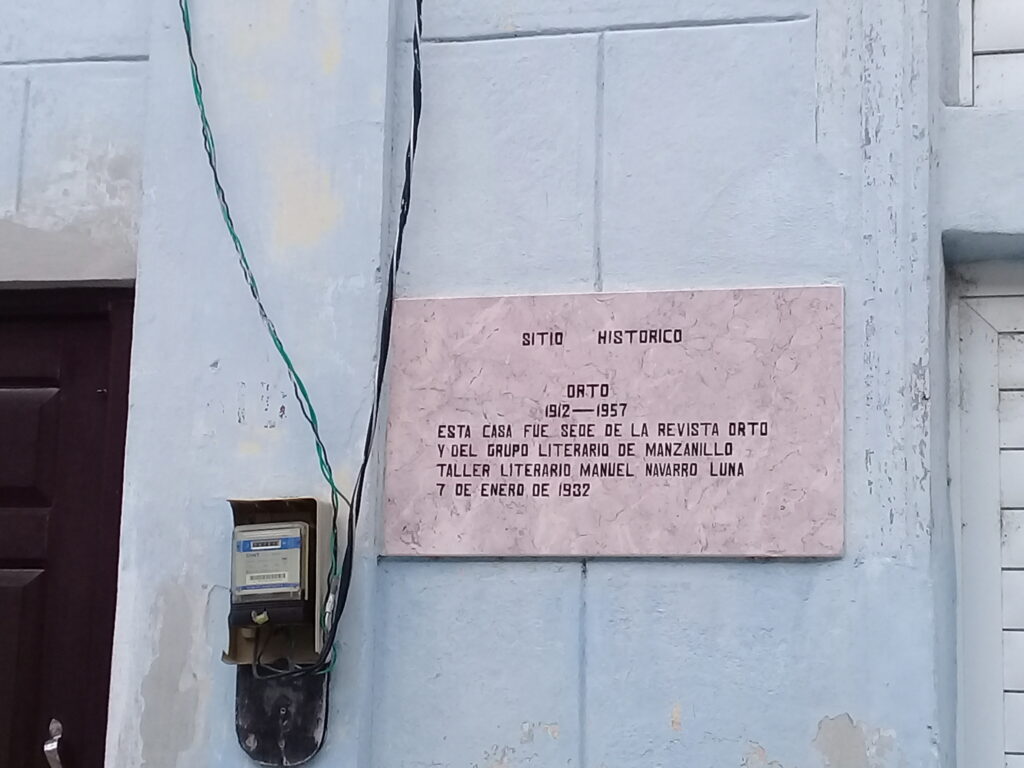 SITIO HISTORICO
ORTO
1912—1957
ESTA CASA FUE SEDE DE LA REVISTA ORTO
Y DEL GRUPO LITERARIO DE MANZANILLO
TALLER LITERARIO MANUEL NAVARRO LUNA
7 DE ENERO DE 1932